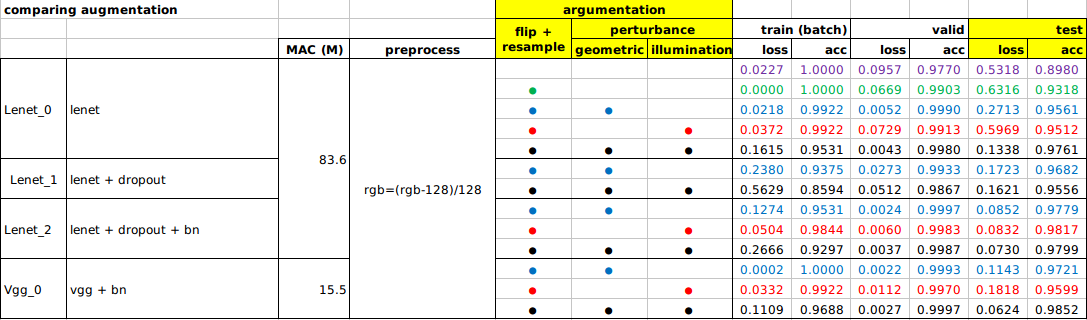 comparing augmentation argumentation
flip + perturbance train (batch) valid test
MAC (M) preprocess resample geometric illumination loss acc loss acc loss acc
0.0227 1.0000 0.0957 0.9770 0.5318 0.8980
● 0.0000 1.0000 0.0669 0.9903 0.6316 0.9318
Lenet_0 lenet ● ● 0.0218 0.9922 0.0052 0.9990 0.2713 0.9561
● ● 0.0372 0.9922 0.0729 0.9913 0.5969 0.9512
● ● ● 0.1615 0.9531 0.0043 0.9980 0.1338 0.9761
83.6
Lenet_1 lenet + dropout ● ● 0.2380 0.9375 0.0273 0.9933 0.1723 0.9682
rgb=(rgb-128)/128 ● ● ● 0.5629 0.8594 0.0512 0.9867 0.1621 0.9556
● ● 0.1274 0.9531 0.0024 0.9997 0.0852 0.9779
Lenet_2 lenet + dropout + bn ● ● 0.0504 0.9844 0.0060 0.9983 0.0832 0.9817
● ● ● 0.2666 0.9297 0.0037 0.9987 0.0730 0.9799
● ● 0.0002 1.0000 0.0022 0.9993 0.1143 0.9721
Vgg_0 vgg + bn 15.5 ● ● 0.0332 0.9922 0.0112 0.9970 0.1818 0.9599
● ● ● 0.1109 0.9688 0.0027 0.9997 0.0624 0.9852